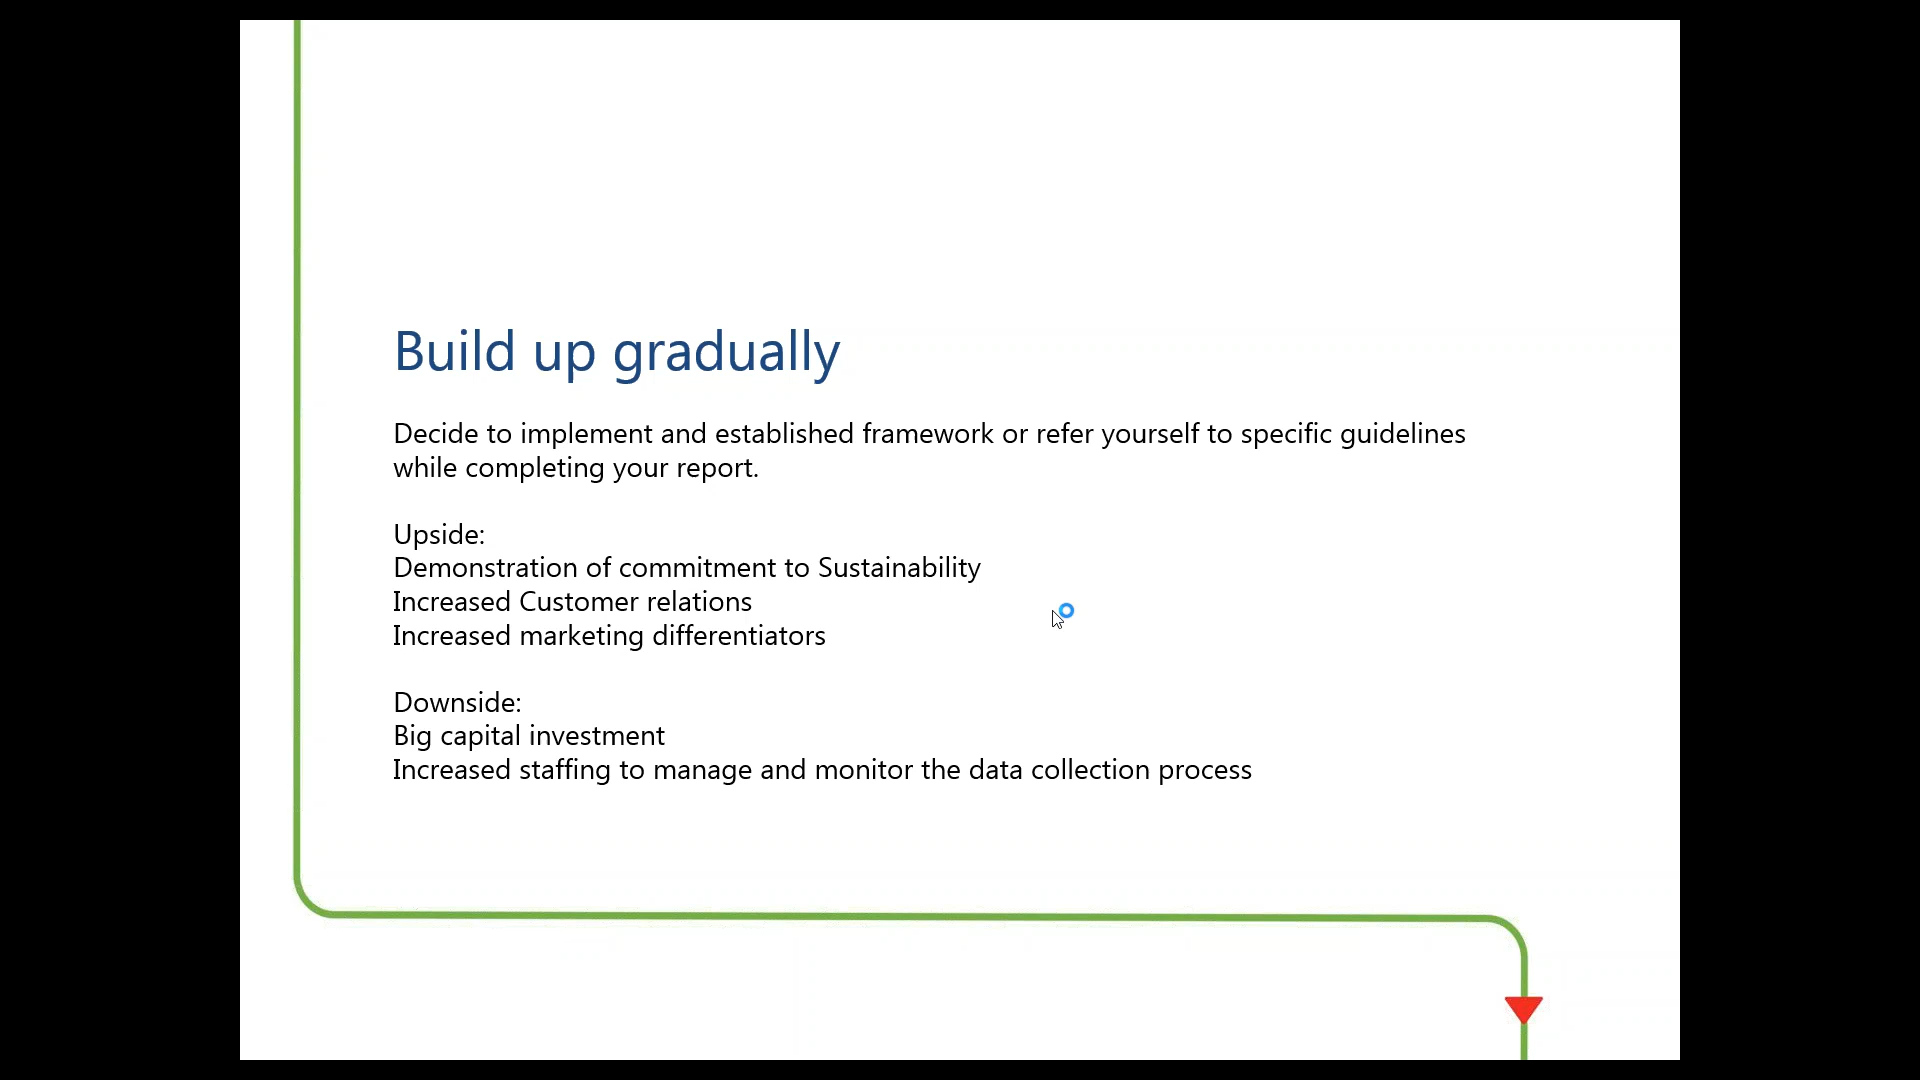 Build up gradually
Decide to implement and established framework or refer yourself to specific guidelines
while completing your report.
Upside:
Demonstration of commitment to Sustainability
Increased Customer relations
Increased marketing differentiators
Downside:
Big capital investment
Increased staffing to manage and monitor the data collection process